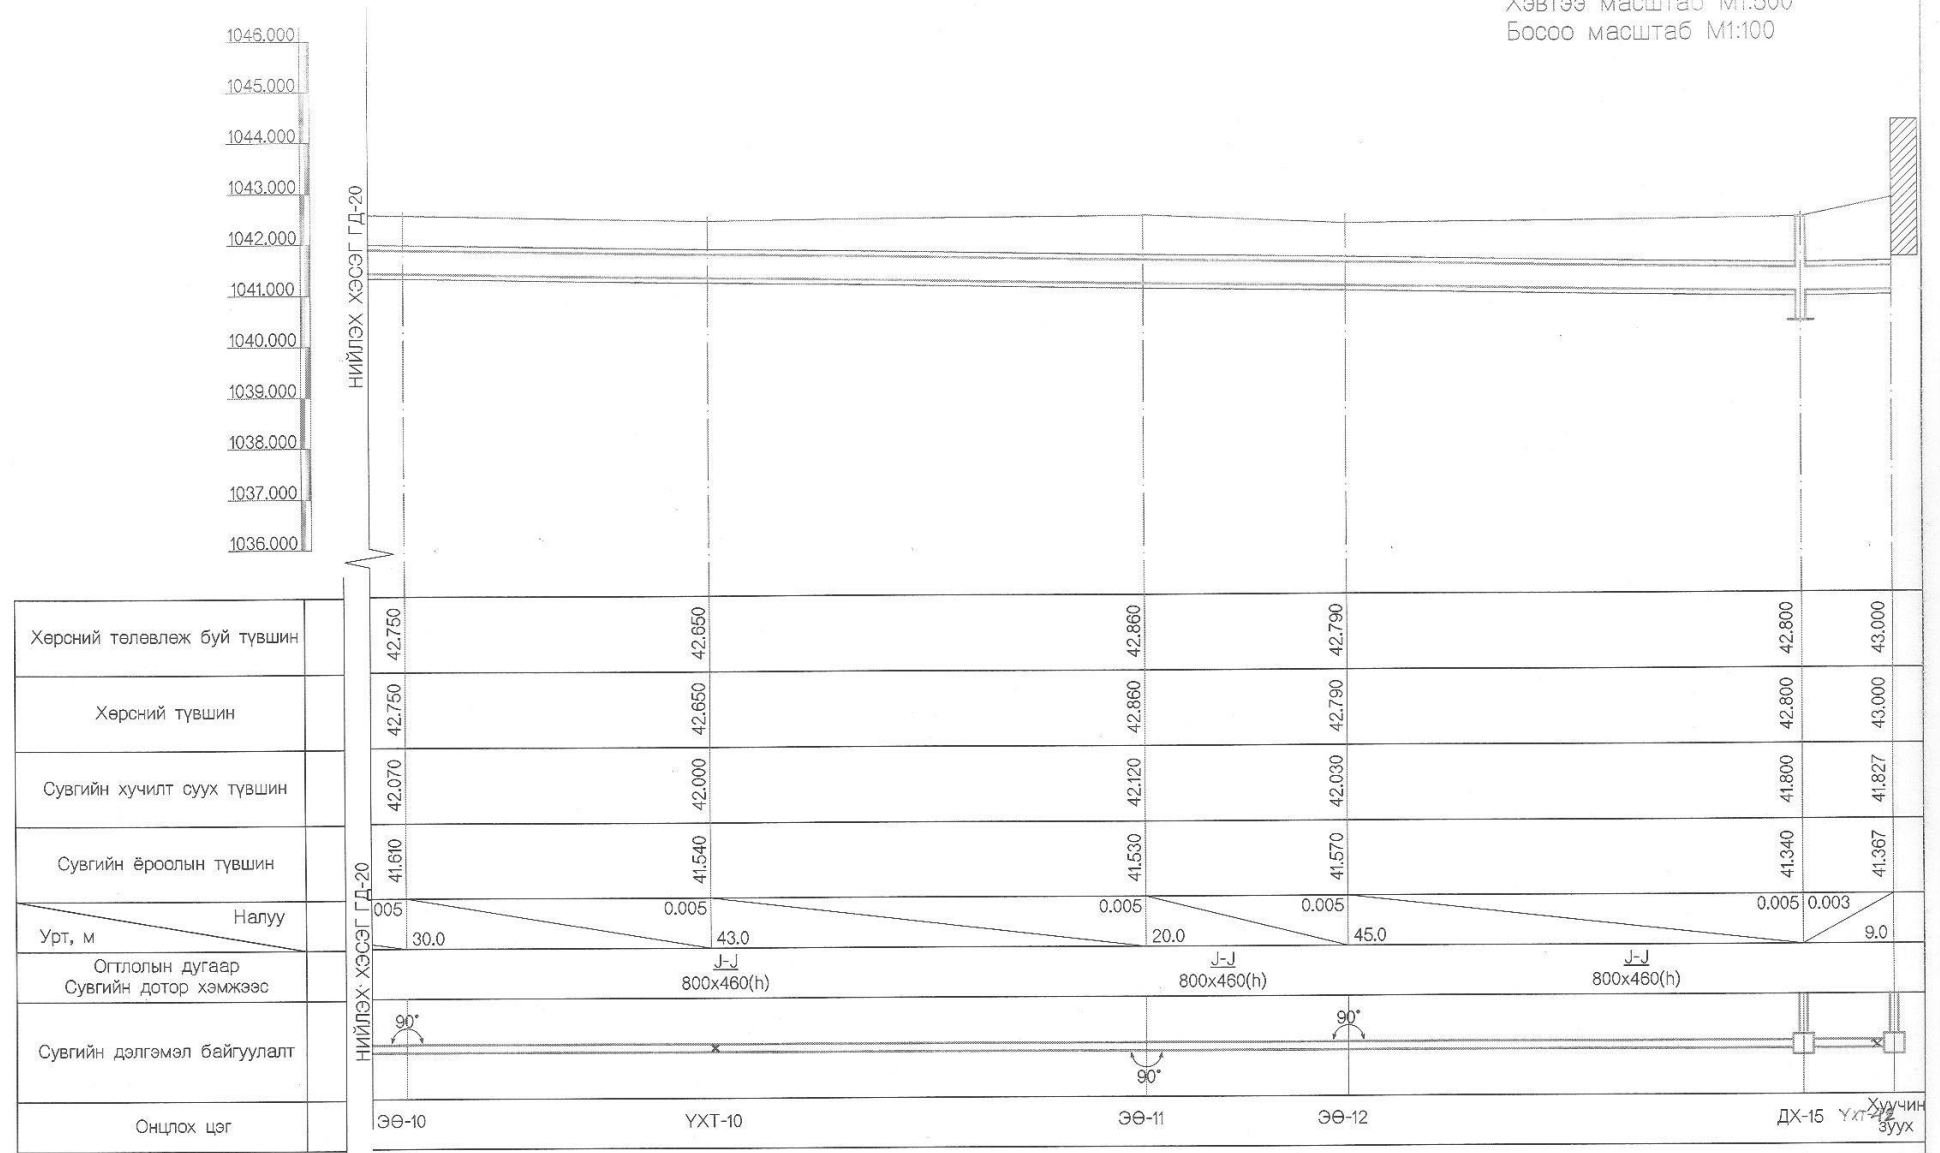 Хэвтээ масштаб М1:500
Босоо масштаб М1:100
1046.000
1045.000
1044.000
1043.000
1042.000
1041.000
1040.000
1039.000
1038.000
1037.000
1036.000
НИЙЛЭХ ХЭСЭГ ГД-20
Хөрсний төлөвлөж буй түвшин
42.750
42.650
42.860
42.790
42.800
43.000
Хөрсний түвшин
42.750
42.650
42.860
42.790
42.800
43.000
Сувгийн хучилт суух түвшин
42.070
42.000
42.120
42.030
41.800
41.827
Сувгийн ёроолын түвшин
41.610
41.540
41.530
41.570
41.340
41.367
НИЙЛЭХ ХЭСЭГ ГД-20
Налуу
Урт, м
005
0.005
0.005
0.005
0.005
0.003
30.0
43.0
20.0
45.0
9.0
Огтлолын дугаар
Сувгийн дотор хэмжээс
J-J
800x460(h)
J-J
800x460(h)
J-J
800x460(h)
Сувгийн дэлгэмэл байгуулалт
90°
90°
90°
Онцлох цэг
ЭӨ-10
ҮХТ-10
ЭӨ-11
ЭӨ-12
ДХ-15
ҮХТ-12
Хуучин
зуух